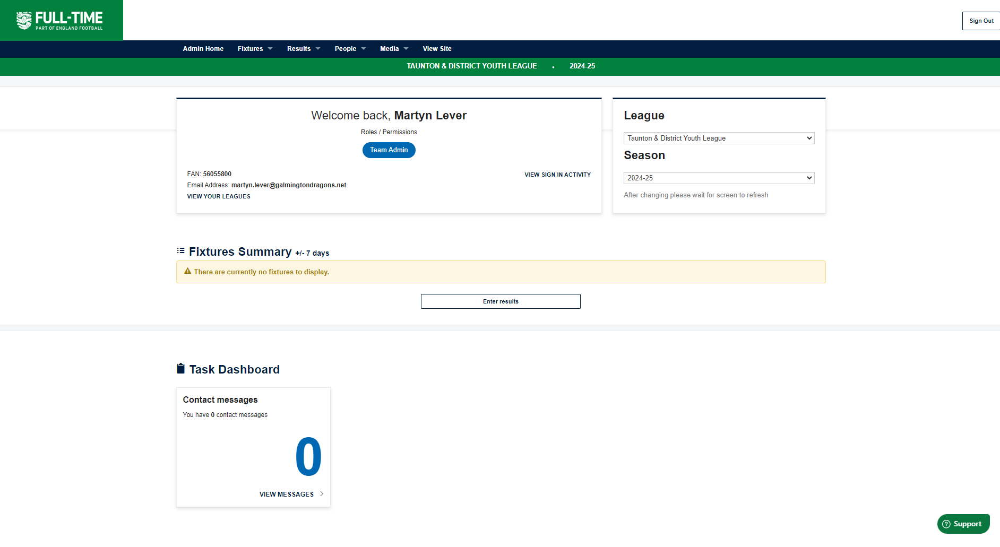 FULL-TIME
PART OF ENGLAND FOOTBALL
Sign Out
Admin Home Fixtures Results People Media View Site
TAUNTON & DISTRICT YOUTH LEAGUE • 2024-25
Welcome back, Martyn Lever
Roles / Permissions
Team Admin
FAN: 56055800
VIEW SIGN IN ACTIVITY
Email Address: martyn.lever@galmingtondragons.net
VIEW YOUR LEAGUES
League
Taunton & District Youth League
Season
2024-25
After changing please wait for screen to refresh
Fixtures Summary +/- 7 days
There are currently no fixtures to display.
Enter results
Task Dashboard
Contact messages
You have 0 contact messages
0
VIEW MESSAGES
? Support